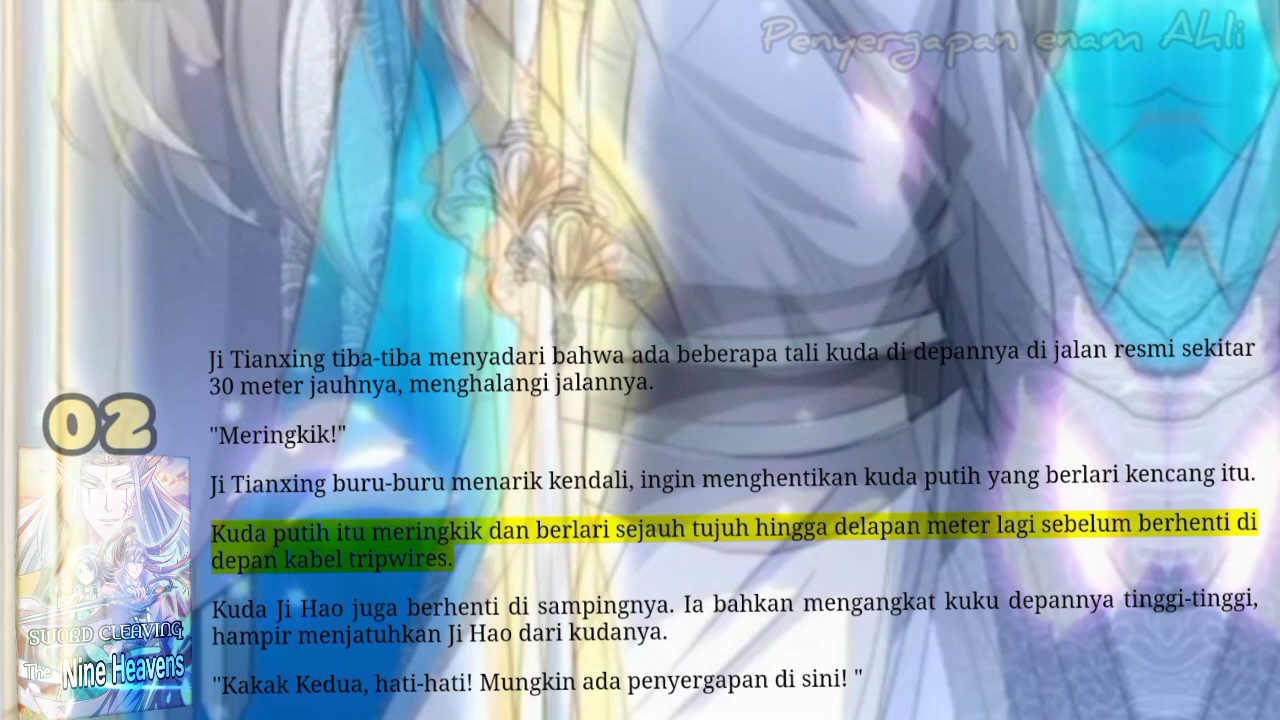 Penyergapan enam Ahli
Ji Tianxing tiba-tiba menyadari bahwa ada beberapa tali kuda di depannya di jalan resmi sekitar
30 meter jauhnya, menghalangi jalannya.
"Meringkik!"
Ji Tianxing buru-buru menarik kendali, ingin menghentikan kuda putih yang berlari kencang itu.
Kuda putih itu meringkik dan berlari sejauh tujuh hingga delapan meter lagi sebelum berhenti di
depan kabel tripwires.
Kuda Ji Hao juga berhenti di sampingnya. Ia bahkan mengangkat kuku depannya tinggi-tinggi,
hampir menjatuhkan Ji Hao dari kudanya.
"Kakak Kedua, hati-hati! Mungkin ada penyergapan di sini! "
02
SWORD CLEAVING
The Nine Heavens